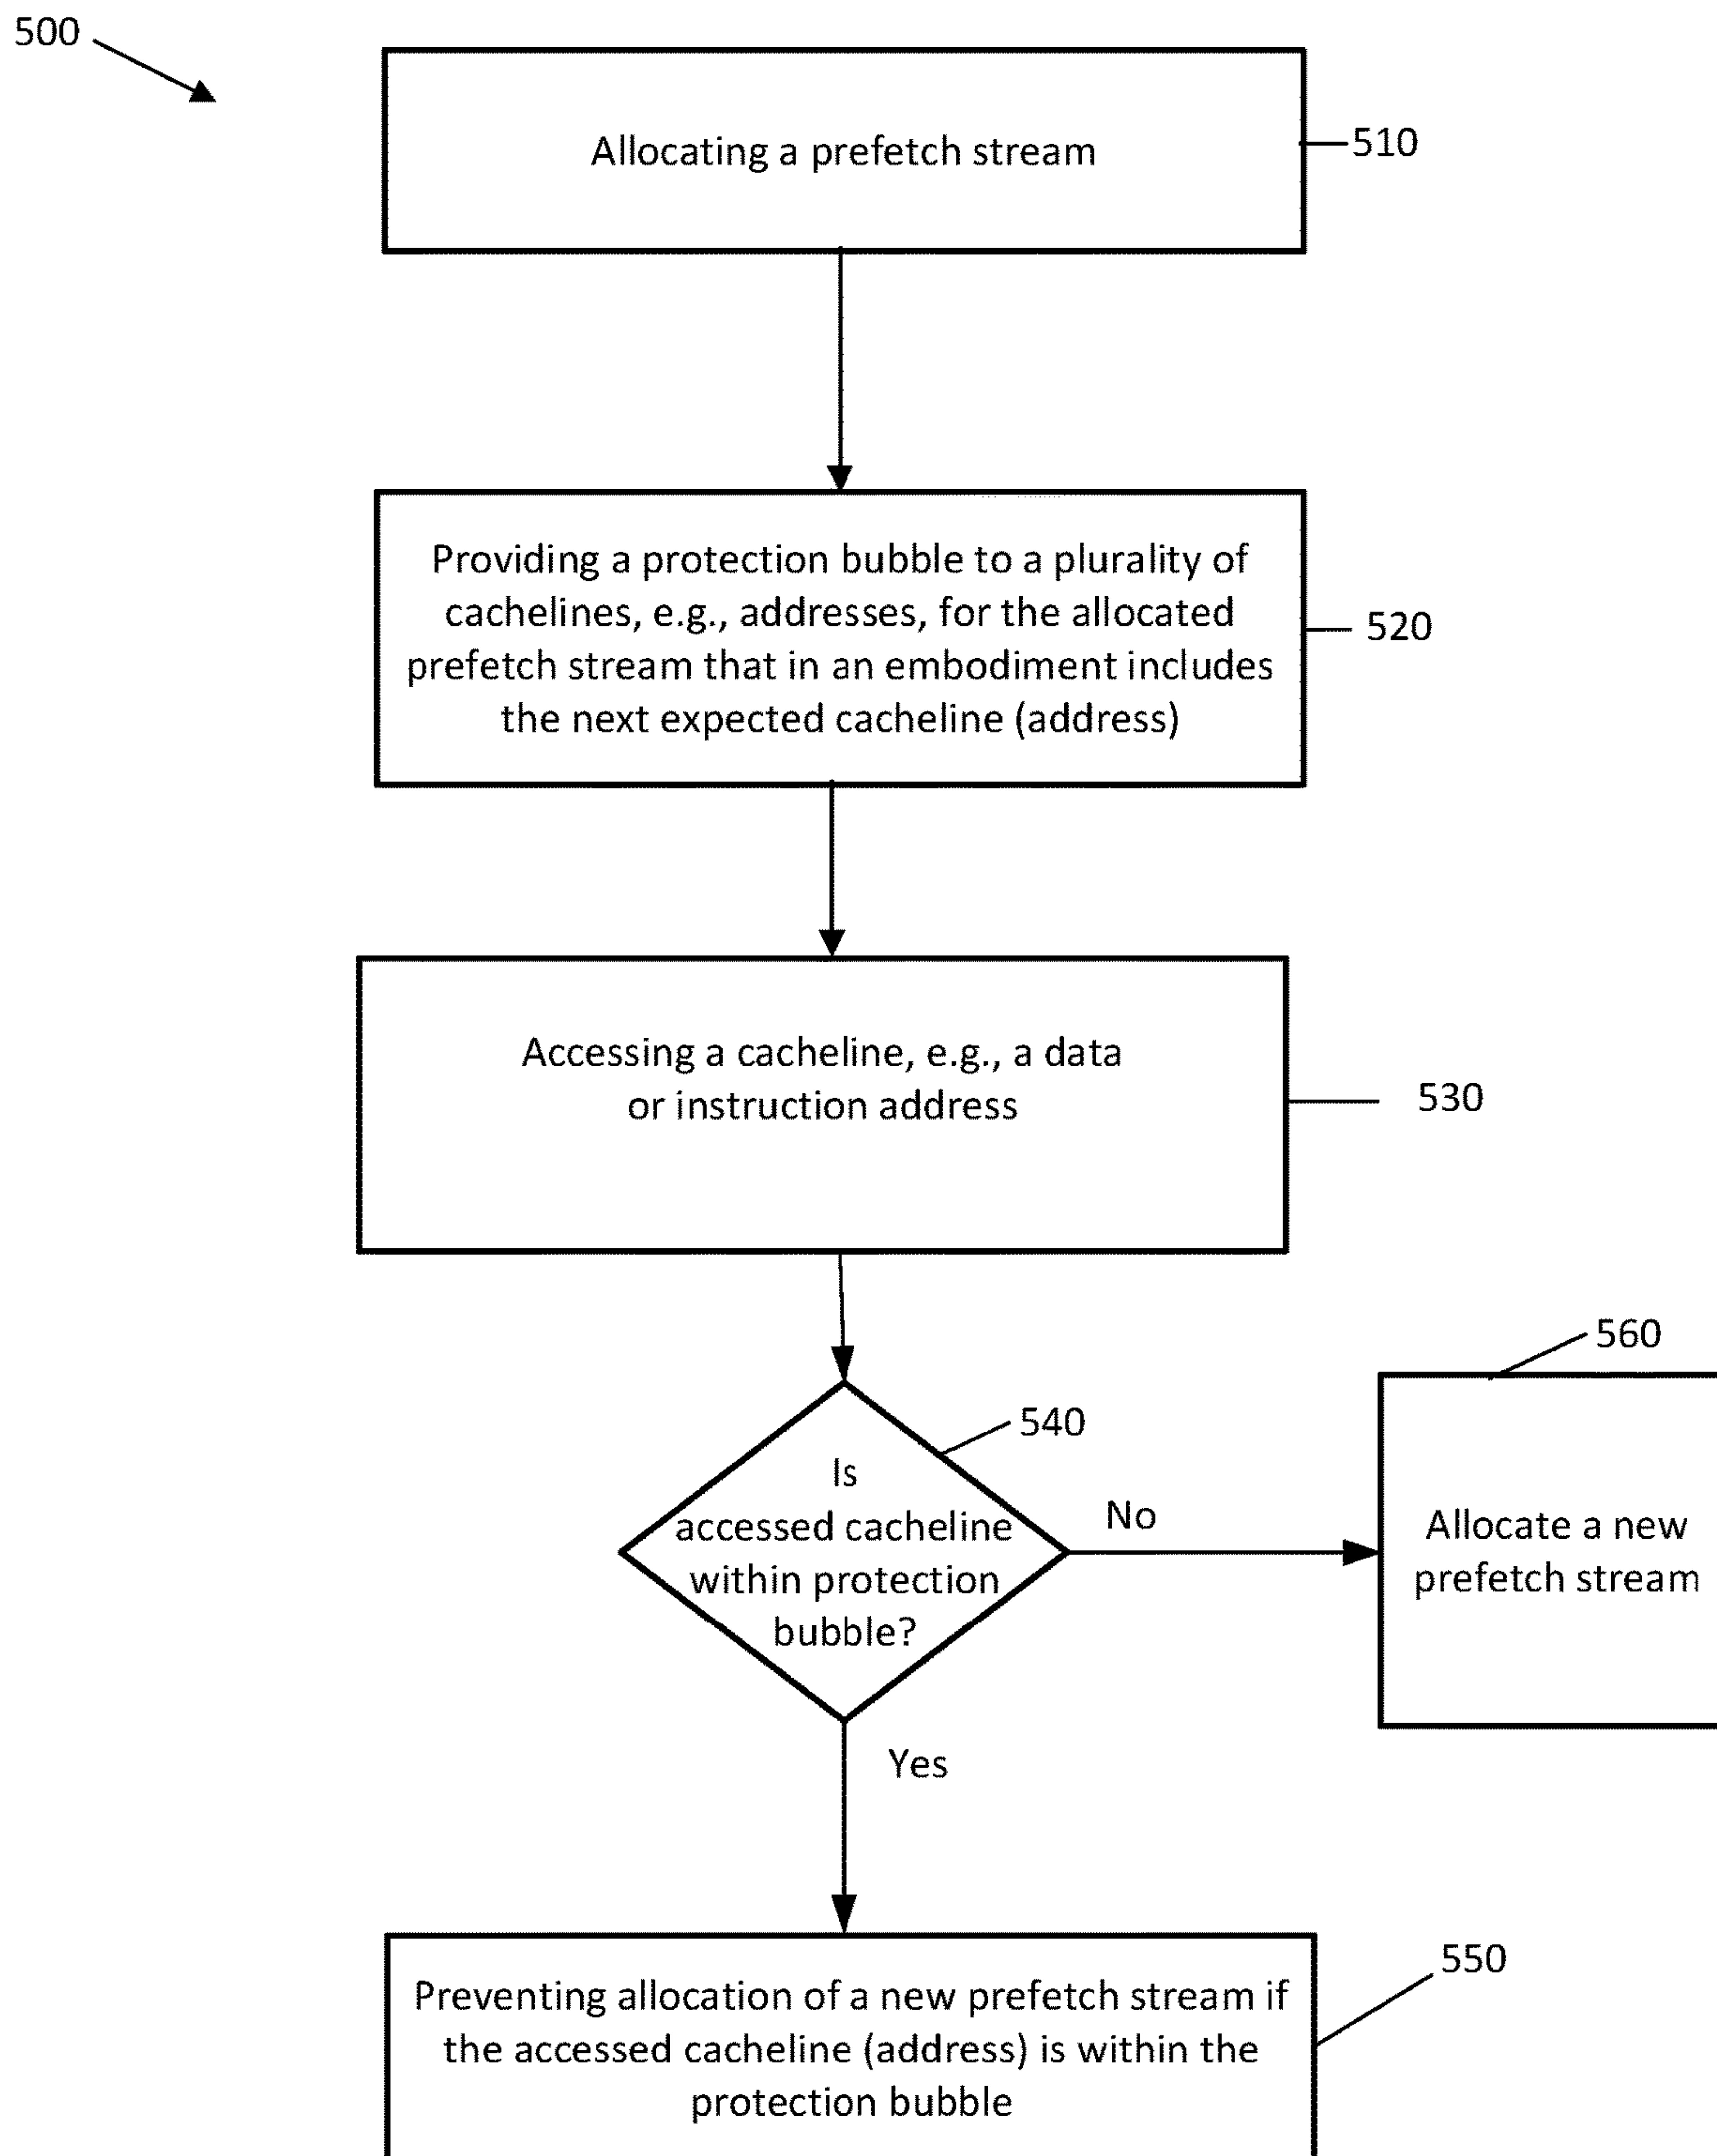 500
Allocating a prefetch stream
510
Providing a protection bubble to a plurality of
cachelines, e.g., addresses, for the allocated
prefetch stream that in an embodiment includes
the next expected cacheline (address)
520
Accessing a cacheline, e.g., a data
or instruction address
530
540
Is
accessed cacheline
within protection
bubble?
No
560
Allocate a new
prefetch stream
Yes
550
Preventing allocation of a new prefetch stream if
the accessed cacheline (address) is within the
protection bubble